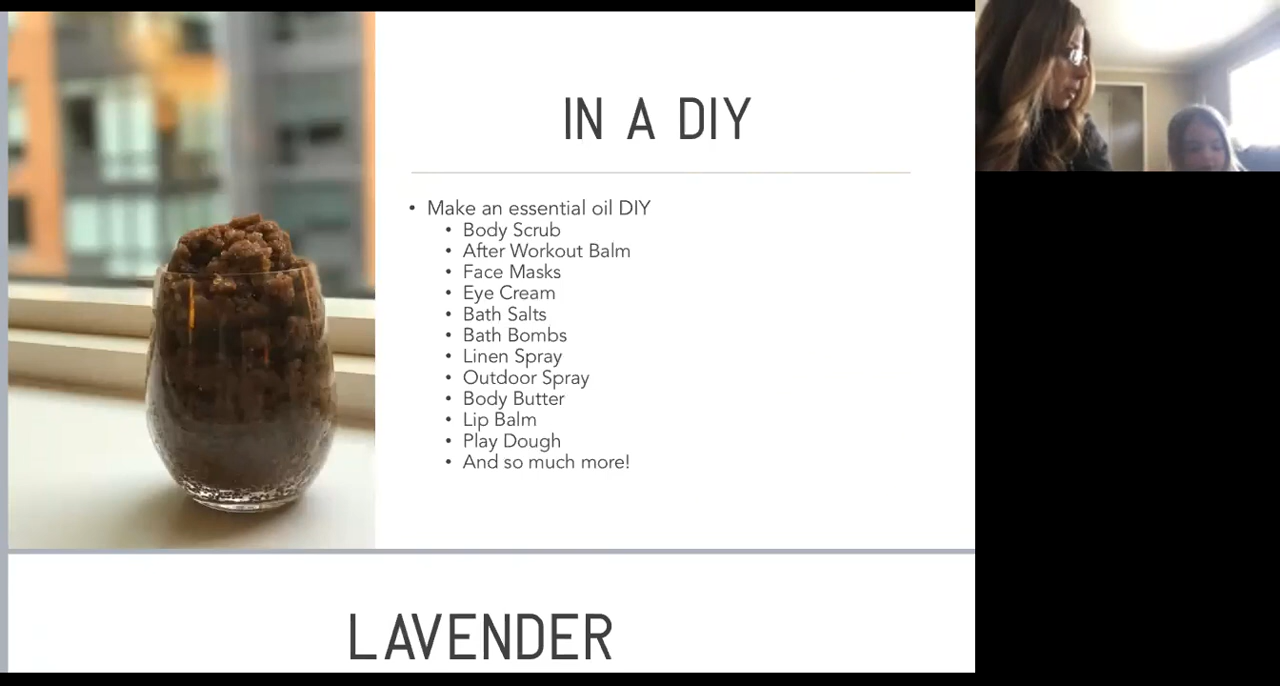 IN A DIY
• Make an essential oil DIY
• Body Scrub
• After Workout Balm
• Face Masks
• Eye Cream
• Bath Salts
• Bath Bombs
• Linen Spray
• Outdoor Spray
• Body Butter
• Lip Balm
• Play Dough
• And so much more!
LAVENDER